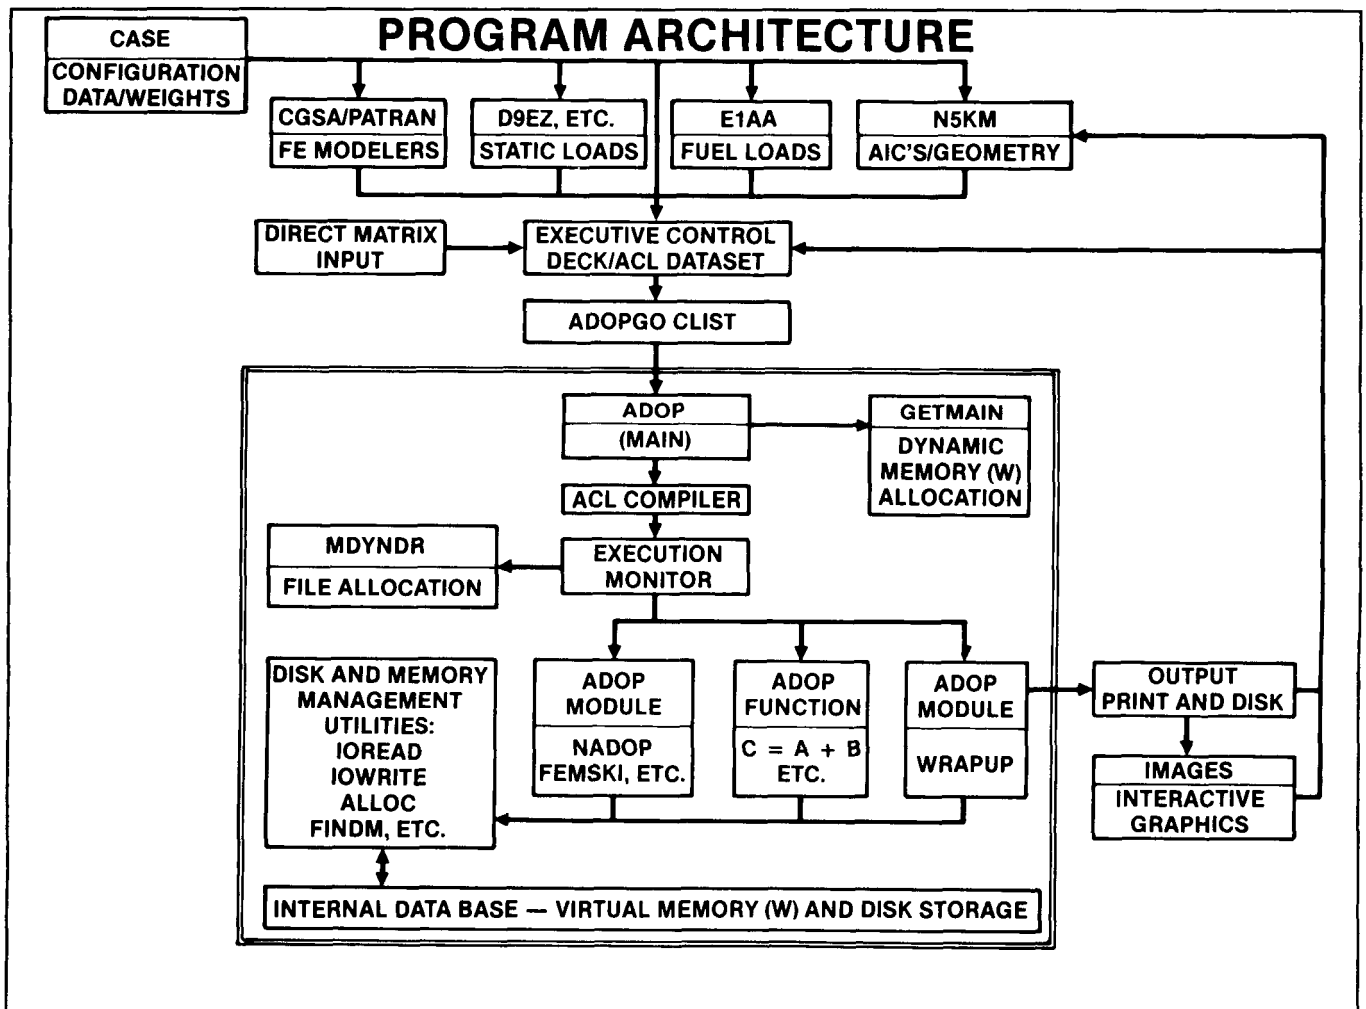 PROGRAM ARCHITECTURE
CASE
CONFIGURATION
DATA/WEIGHTS
CGSA/PATRAN
FE MODELERS
D9EZ, ETC.
STATIC LOADS
E1AA
FUEL LOADS
N5KM
AIC'S/GEOMETRY
DIRECT MATRIX
INPUT
EXECUTIVE CONTROL
DECK/ACL DATASET
ADOPGO CLIST
ADOP
(MAIN)
GETMAIN
DYNAMIC
MEMORY (W)
ALLOCATION
ACL COMPILER
MDYNDR
FILE ALLOCATION
EXECUTION
MONITOR
DISK AND MEMORY
MANAGEMENT
UTILITIES:
IOREAD
IOWRITE
ALLOC
FINDM, ETC.
ADOP
MODULE
NADOP
FEMSKI, ETC.
ADOP
FUNCTION
C = A + B
ETC.
ADOP
MODULE
WRAPUP
OUTPUT
PRINT AND DISK
IMAGES
INTERACTIVE
GRAPHICS
INTERNAL DATA BASE — VIRTUAL MEMORY (W) AND DISK STORAGE